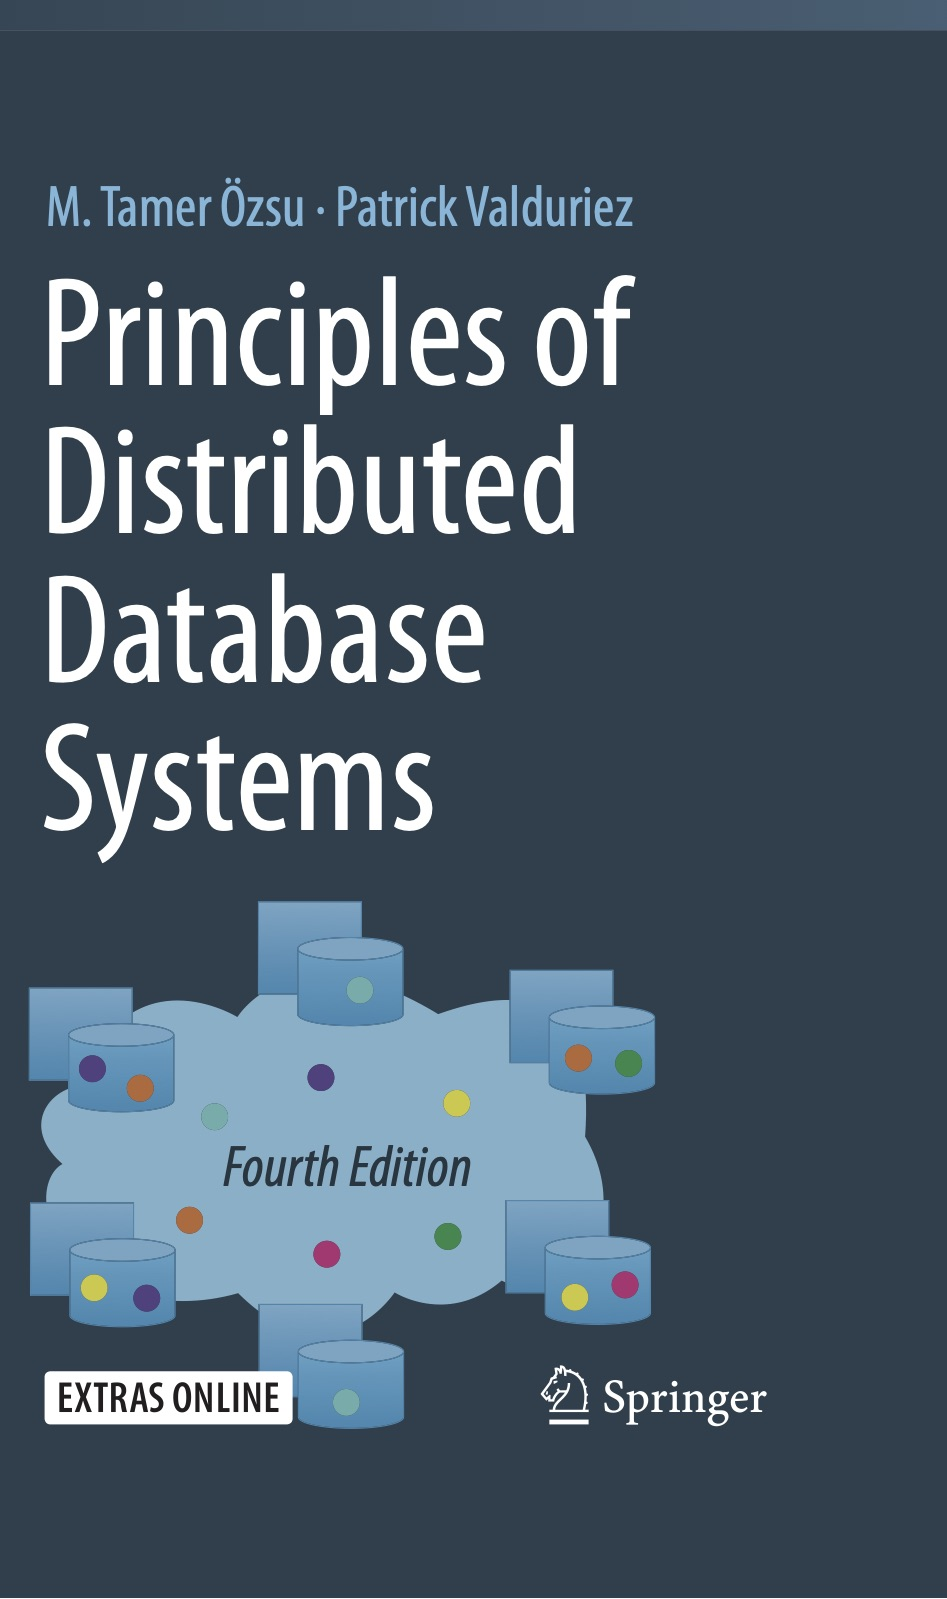 M. Tamer Özsu · Patrick Valduriez
Principles of
Distributed
Database
Systems
Fourth Edition
EXTRAS ONLINE
Springer